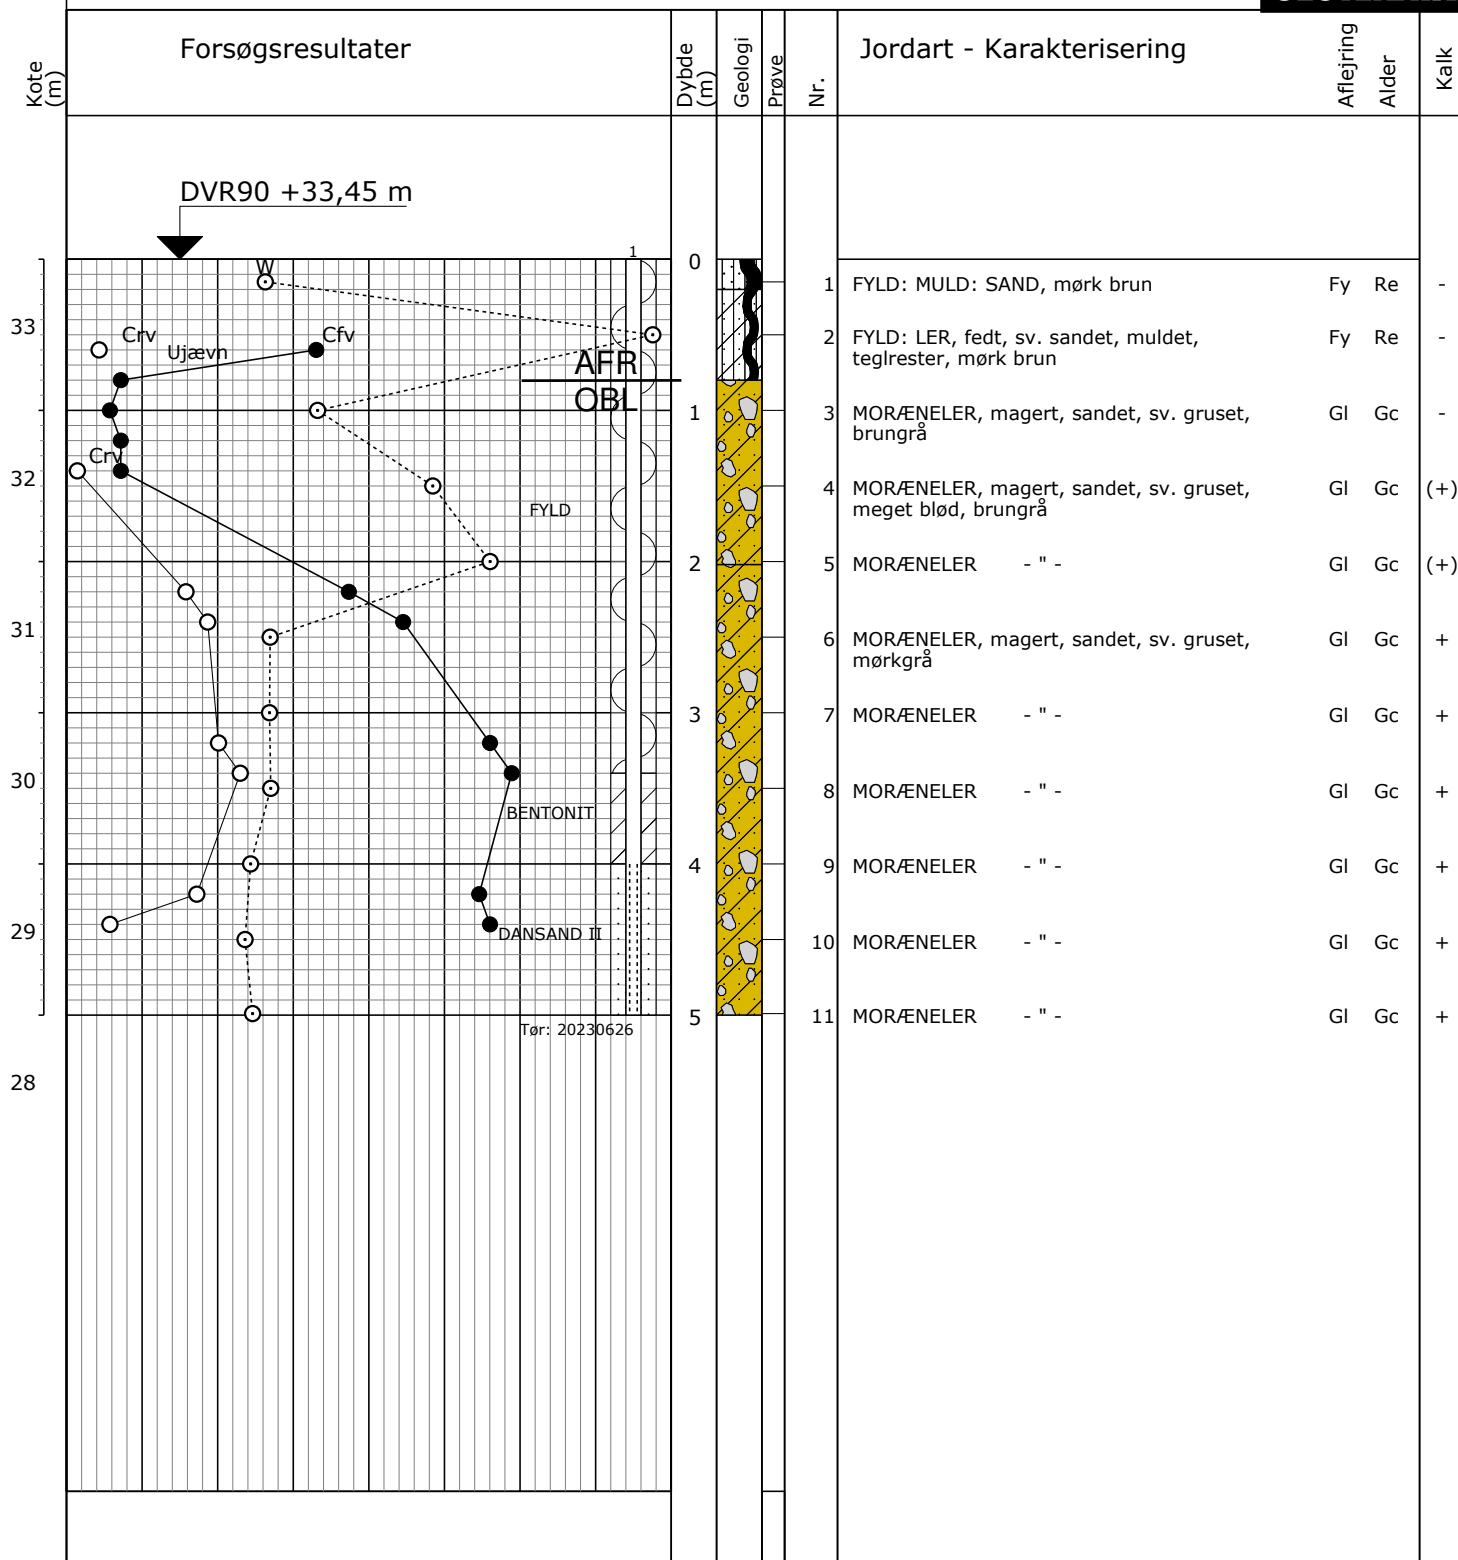 Kote (m)
Forsøgsresultater
Dybde (m)
Geologi
Prøve
Nr.
Jordart - Karakterisering
Aflejring
Alder
Kalk
DVR90 +33,45 m
1
W
0
1 FYLD: MULD: SAND, mørk brun Fy Re -
33
Crv
Cfv
Ujævn
2 FYLD: LER, fedt, sv. sandet, muldet, Fy Re -
teglrester, mørk brun
AFR
OBL
1
3 MORÆNELER, magert, sandet, sv. gruset, Gl Gc -
brungrå
Crv
32
4 MORÆNELER, magert, sandet, sv. gruset, Gl Gc (+)
meget blød, brungrå
FYLD
2
5 MORÆNELER - " - Gl Gc (+)
31
6 MORÆNELER, magert, sandet, sv. gruset, Gl Gc +
mørkgrå
3
7 MORÆNELER - " - Gl Gc +
30
8 MORÆNELER - " - Gl Gc +
BENTONIT
4
9 MORÆNELER - " - Gl Gc +
29
DANSAND II
10 MORÆNELER - " - Gl Gc +
5
11 MORÆNELER - " - Gl Gc +
Tør: 20230626
28